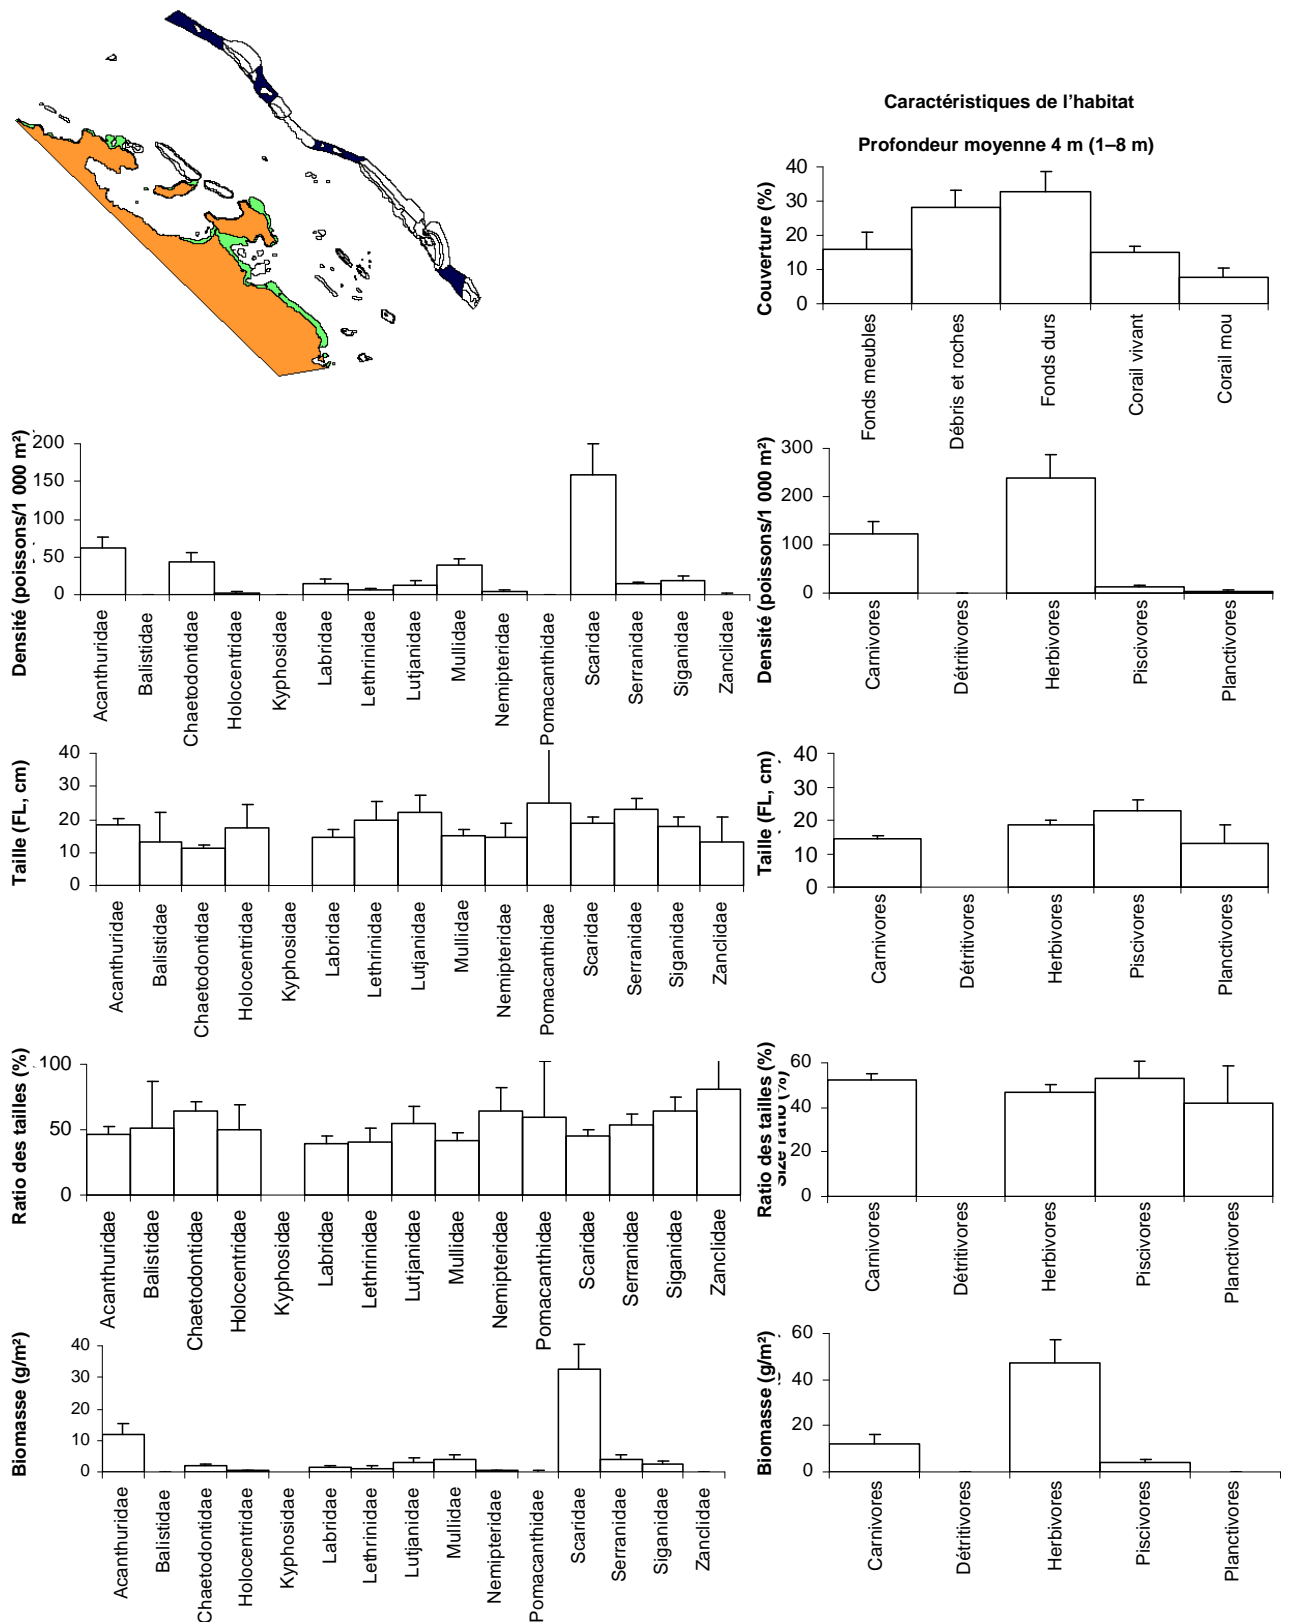 Caractéristiques de l'habitat
Profondeur moyenne 4 m (1–8 m)
Couverture (%)
40
30
20
10
0
Fonds meubles
Débris et roches
Fonds durs
Corail vivant
Corail mou
Densité (poissons/1 000 m²)
200
150
100
50
0
Acanthuridae
Balistidae
Chaetodontidae
Holocentridae
Kyphosidae
Labridae
Lethrinidae
Lutjanidae
Mullidae
Nemipteridae
Pomacanthidae
Scaridae
Serranidae
Siganidae
Zanclidae
Densité (poissons/1 000 m²)
300
200
100
0
Carnivores
Détritivores
Herbivores
Piscivores
Planctivores
Taille (FL, cm)
40
30
20
10
0
Acanthuridae
Balistidae
Chaetodontidae
Holocentridae
Kyphosidae
Labridae
Lethrinidae
Lutjanidae
Mullidae
Nemipteridae
Pomacanthidae
Scaridae
Serranidae
Siganidae
Zanclidae
Taille (FL, cm)
40
30
20
10
0
Carnivores
Détritivores
Herbivores
Piscivores
Planctivores
Ratio des tailles (%)
100
50
0
Acanthuridae
Balistidae
Chaetodontidae
Holocentridae
Kyphosidae
Labridae
Lethrinidae
Lutjanidae
Mullidae
Nemipteridae
Pomacanthidae
Scaridae
Serranidae
Siganidae
Zanclidae
Ratio des tailles (%)
Size ratio (%)
60
40
20
0
Carnivores
Détritivores
Herbivores
Piscivores
Planctivores
Biomasse (g/m²)
40
30
20
10
0
Acanthuridae
Balistidae
Chaetodontidae
Holocentridae
Kyphosidae
Labridae
Lethrinidae
Lutjanidae
Mullidae
Nemipteridae
Pomacanthidae
Scaridae
Serranidae
Siganidae
Zanclidae
Biomasse (g/m²)
60
40
20
0
Carnivores
Détritivores
Herbivores
Piscivores
Planctivores